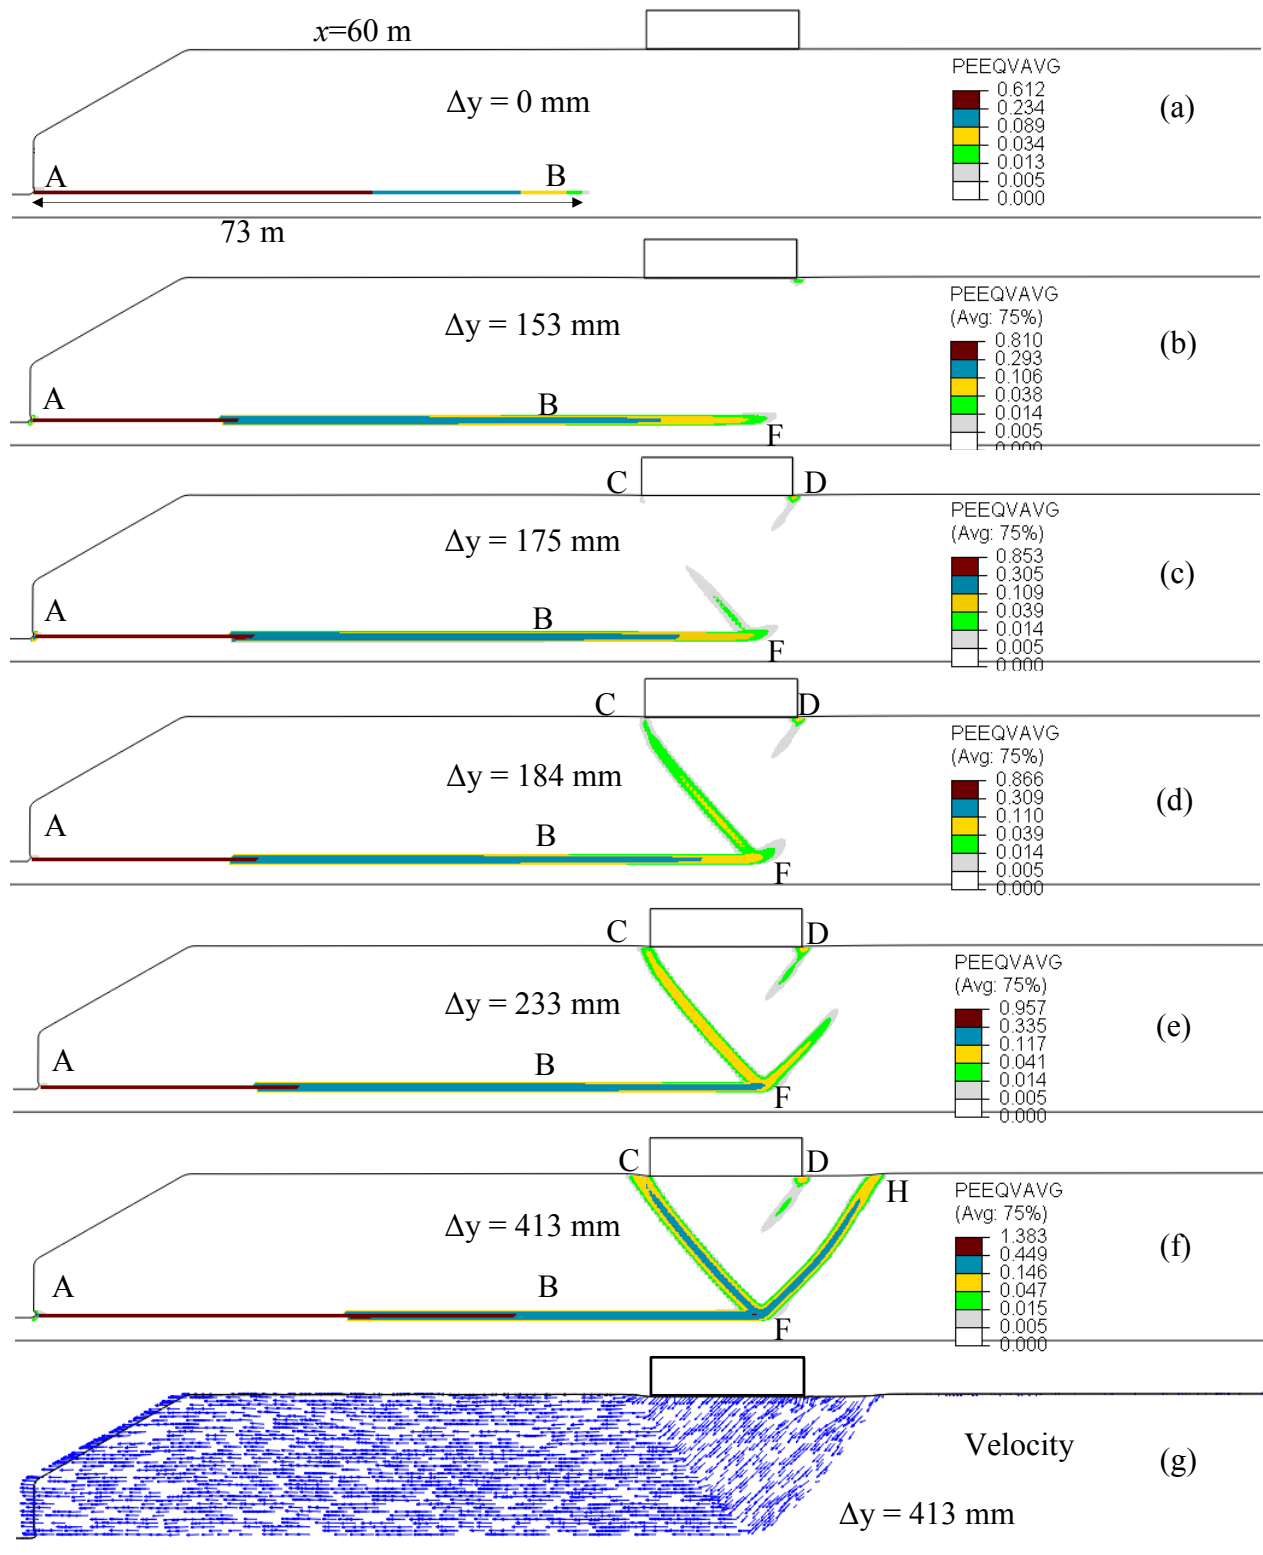 x=60 m
Δy = 0 mm
PEEQVAVG
0.612
0.234
0.089
0.034
0.013
0.005
0.000
(a)
A
B
73 m
Δy = 153 mm
PEEQVAVG
(Avg: 75%)
0.810
0.293
0.106
0.038
0.014
0.005
0.000
(b)
A
B
F
C
D
Δy = 175 mm
PEEQVAVG
(Avg: 75%)
0.853
0.305
0.109
0.039
0.014
0.005
0.000
(c)
A
B
F
C
D
Δy = 184 mm
PEEQVAVG
(Avg: 75%)
0.866
0.309
0.110
0.039
0.014
0.005
0.000
(d)
A
B
F
C
D
Δy = 233 mm
PEEQVAVG
(Avg: 75%)
0.957
0.335
0.117
0.041
0.014
0.005
0.000
(e)
A
B
F
C
D
H
Δy = 413 mm
PEEQVAVG
(Avg: 75%)
1.383
0.449
0.146
0.047
0.015
0.005
0.000
(f)
A
B
F
Velocity
(g)
Δy = 413 mm